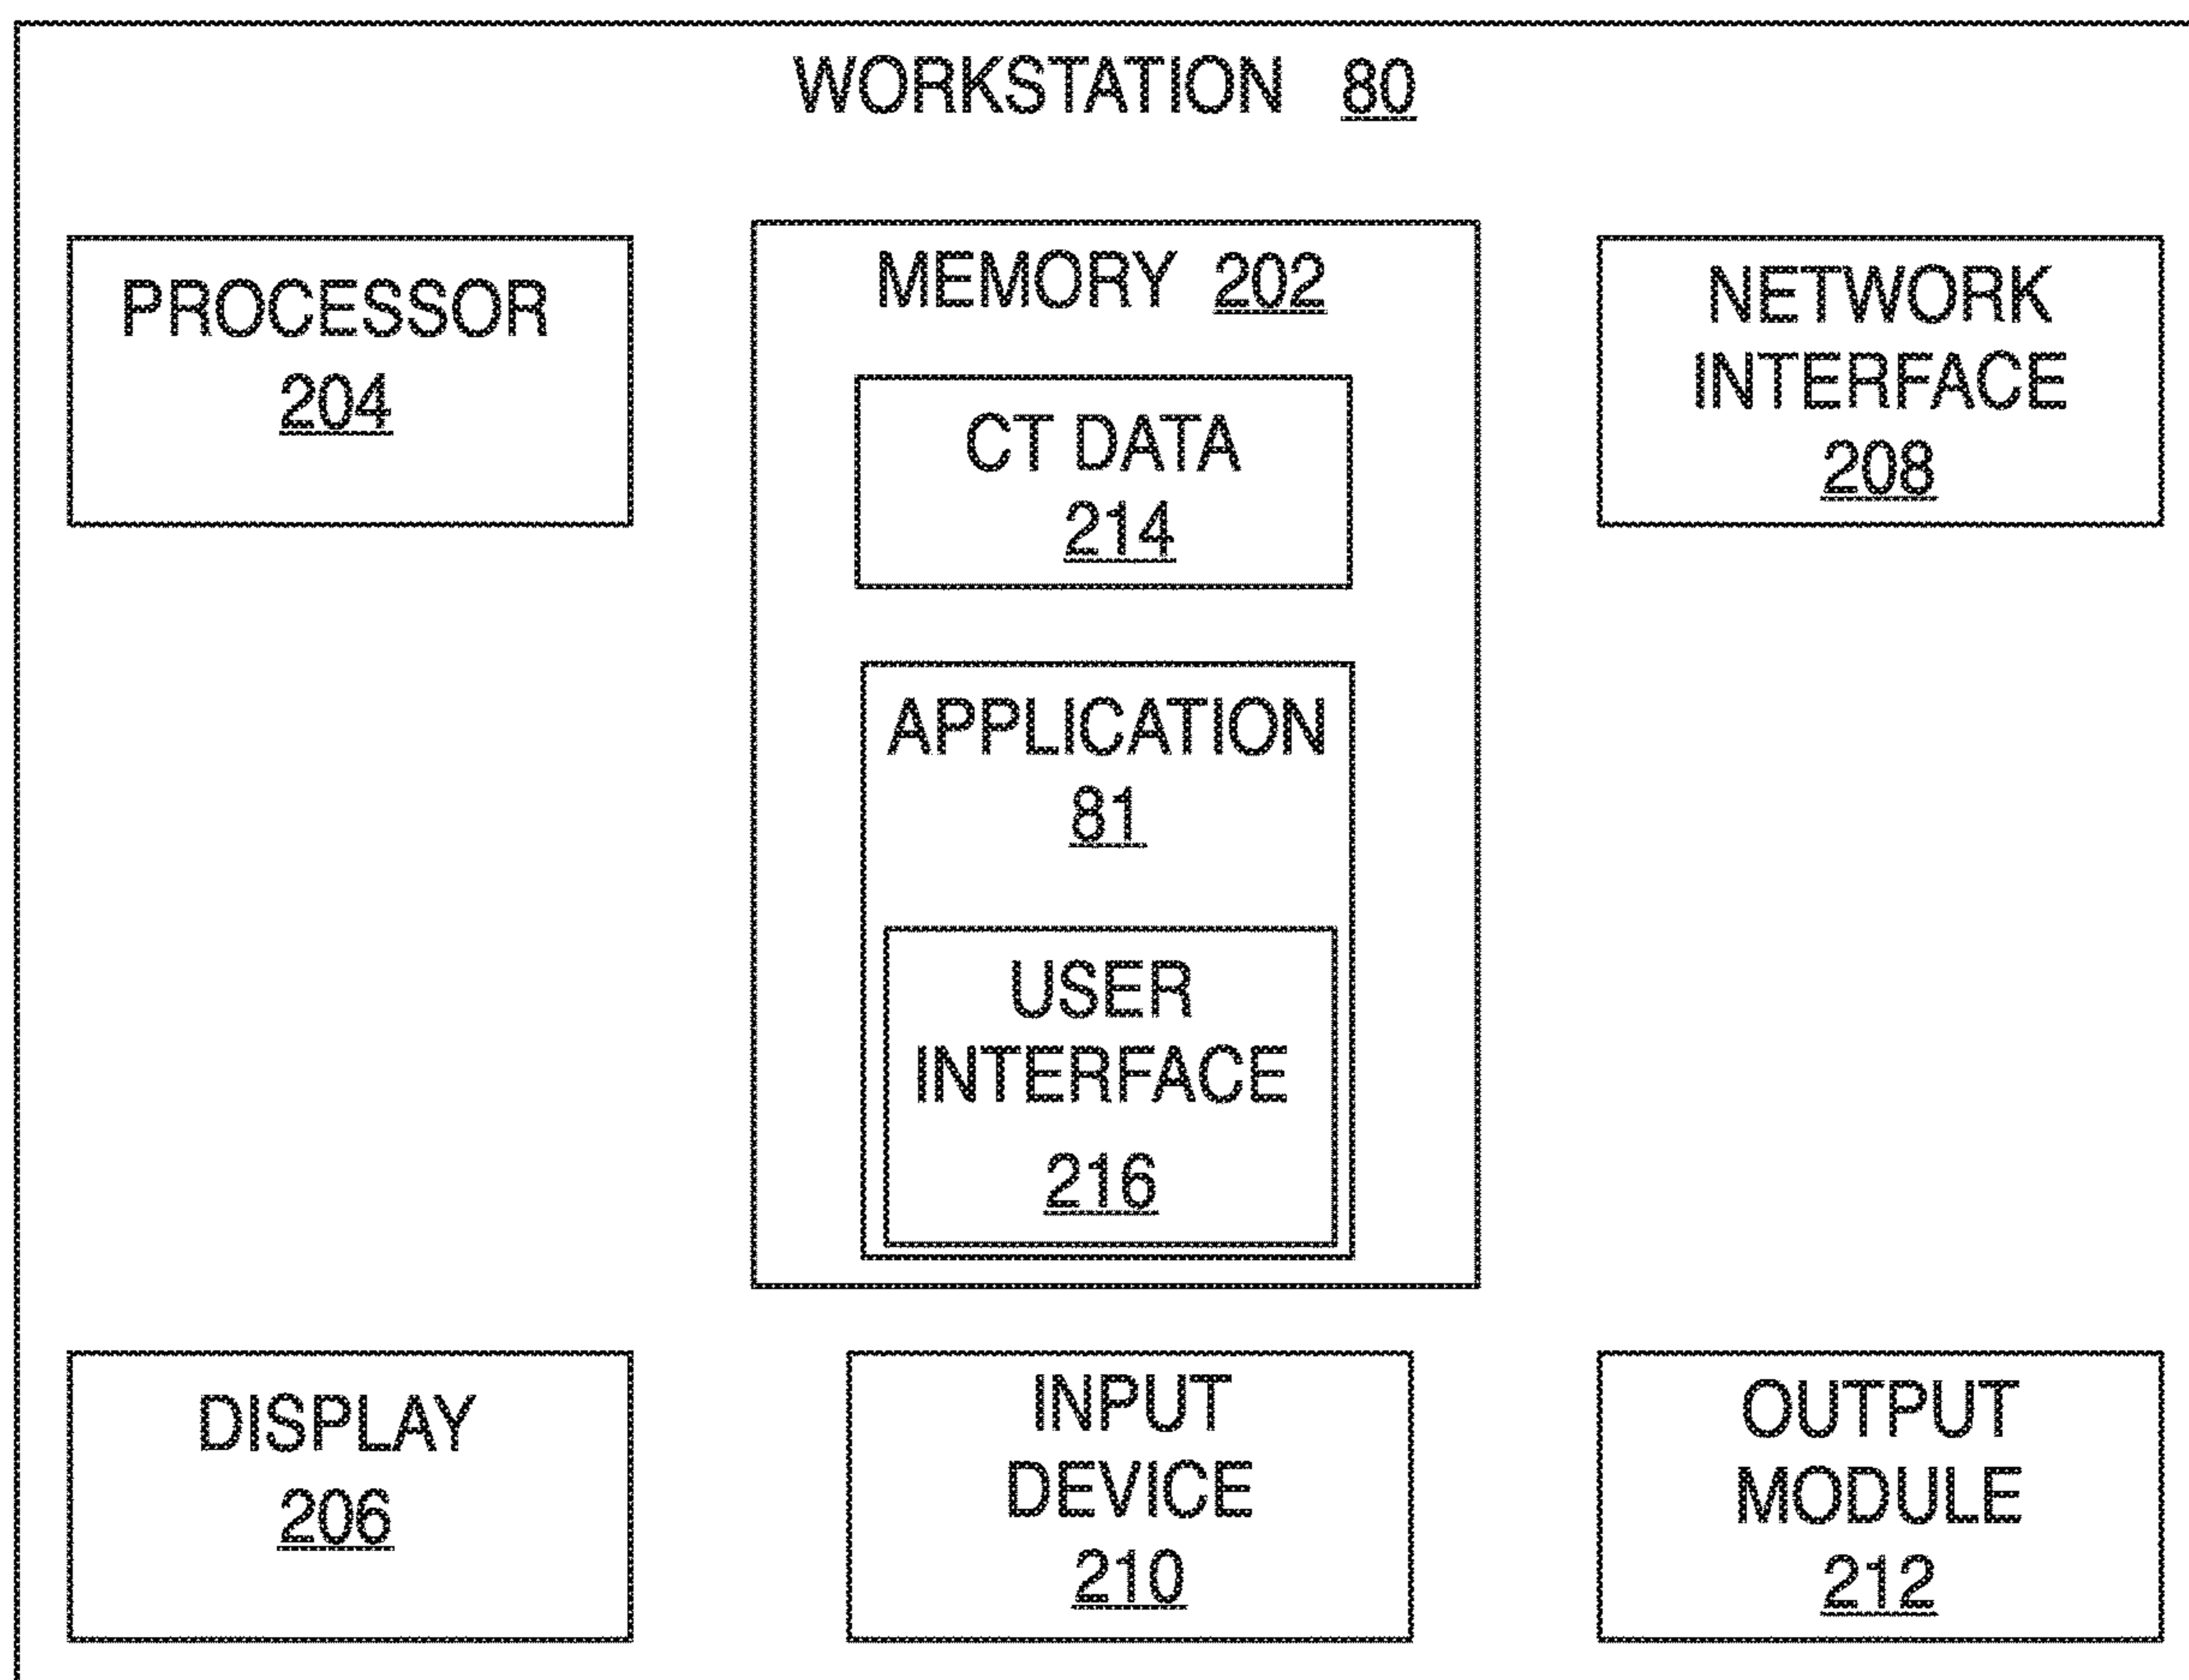 WORKSTATION 80
PROCESSOR
204
MEMORY 202
CT DATA
214
APPLICATION
81
USER
INTERFACE
216
NETWORK
INTERFACE
208
DISPLAY
206
INPUT
DEVICE
210
OUTPUT
MODULE
212